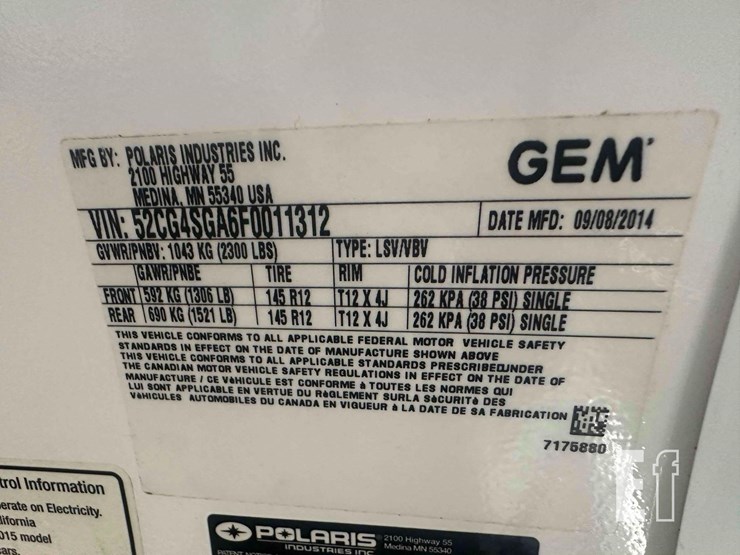 MFG BY: POLARIS INDUSTRIES INC.
2100 HIGHWAY 55
MEDINA, MN 55340 USA
GEM
VIN: 52CG4SGA6F0011312
DATE MFD: 09/08/2014
GVWR/PNBV: 1043 KG (2300 LBS)
TYPE: LSV/VBV
GAWR/PNBE TIRE RIM COLD INFLATION PRESSURE
FRONT 592 KG (1306 LB) 145 R12 T12 X 4J 262 KPA (38 PSI) SINGLE
REAR 690 KG (1521 LB) 145 R12 T12 X 4J 262 KPA (38 PSI) SINGLE
THIS VEHICLE CONFORMS TO ALL APPLICABLE FEDERAL MOTOR VEHICLE SAFETY
STANDARDS IN EFFECT ON THE DATE OF MANUFACTURE SHOWN ABOVE
THIS VEHICLE CONFORMS TO ALL APPLICABLE STANDARDS PRESCRIBEDUNDER
THE CANADIAN MOTOR VEHICLE SAFETY REGULATIONS IN EFFECT ON THE DATE OF
MANUFACTURE / CE VèHICULE EST CONFORME à TOUTES LES NORMES QUI
LUI SONT APPLICABLE EN VERTUE DU RèGLEMENT SURLA SèCURITè DES
VèHICULES AUTOMOBILES DU CANADA EN VIGUEUR à LA DATE DE SA FABRICATION
7175880
trol Information
erate on Electricity.
lifornia
015 model
cars.
POLARIS
INDUSTRIES INC.
2100 Highway 55
Medina MN 55340
Ef